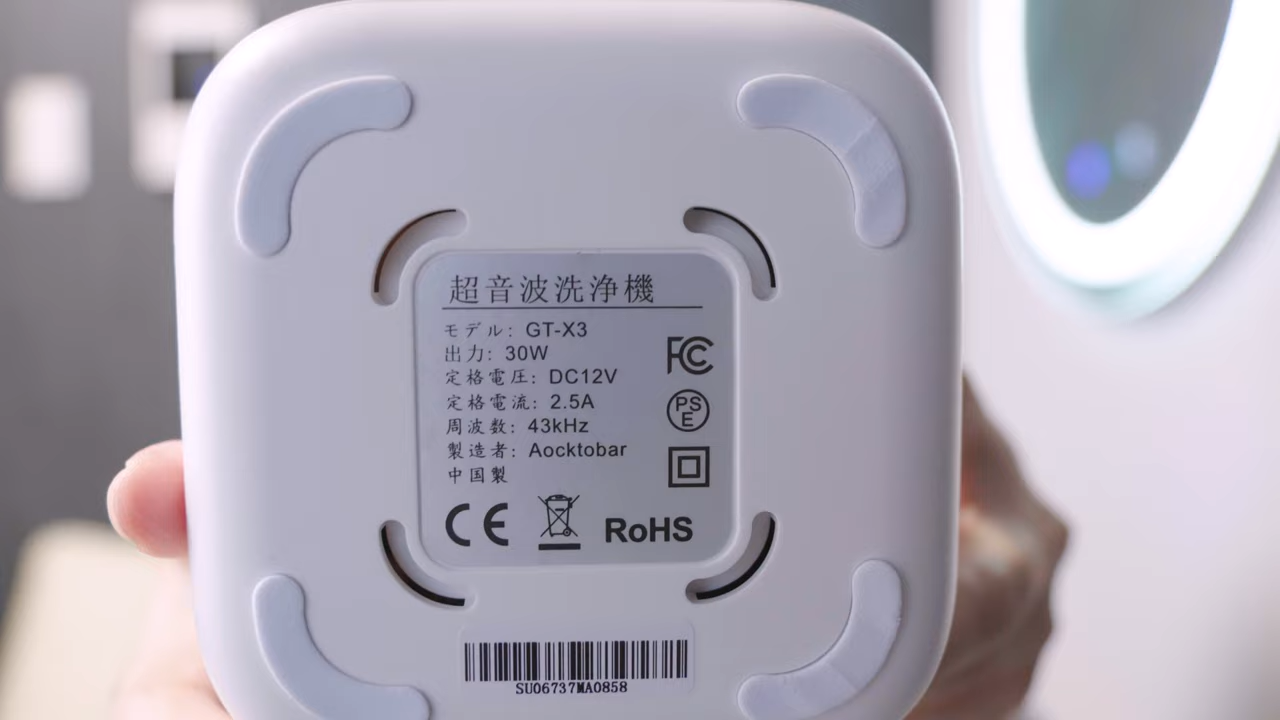 超音波洗浄機
モデル: GT-X3
出力: 30W
定格電圧: DC12V
定格電流: 2.5A
周波数: 43kHz
製造者: Aocktobar
中国製
FC
PS
E
CE
RoHS
SU06737MA0858